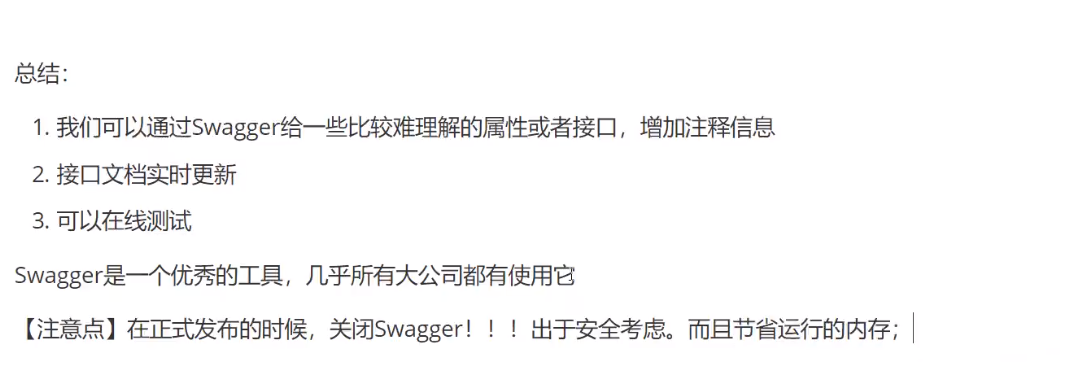 总结：
1. 我们可以通过Swagger给一些比较难理解的属性或者接口，增加注释信息
2. 接口文档实时更新
3. 可以在线测试
Swagger是一个优秀的工具，几乎所有大公司都有使用它
【注意点】在正式发布的时候，关闭Swagger！！！出于安全考虑。而且节省运行的内存；